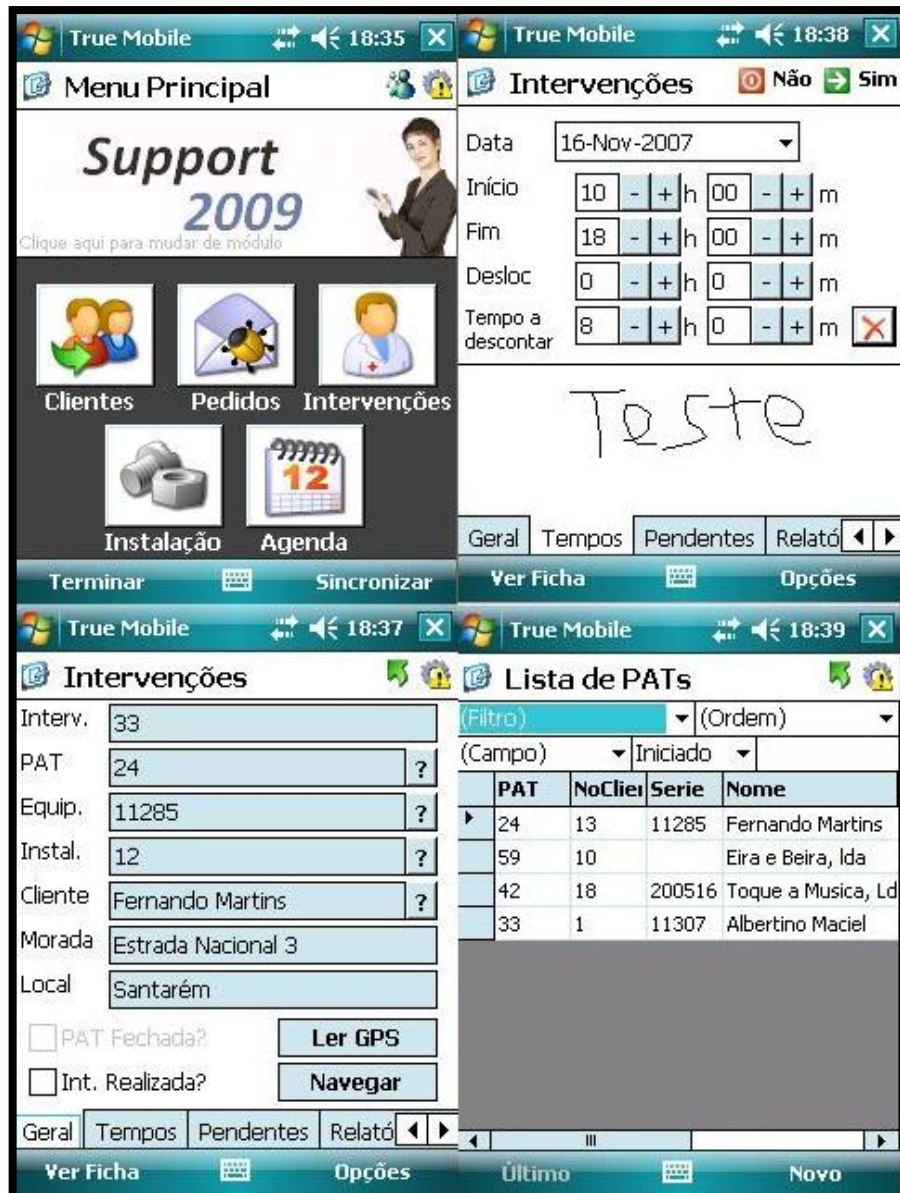 True Mobile 18:35
Menu Principal
Support
2009
Clique aqui para mudar de módulo
Clientes Pedidos Intervenções
Instalação Agenda
Terminar Sincronizar
True Mobile 18:38
Intervenções Não Sim
Data 16-Nov-2007
Início 10 - + h 00 - + m
Fim 18 - + h 00 - + m
Desloc 0 - + h 0 - + m
Tempo a
descontar 8 - + h 0 - + m
Teste
Geral Tempos Pendentes Relató
Ver Ficha Opções
True Mobile 18:37
Intervenções
Interv. 33
PAT 24 ?
Equip. 11285 ?
Instal. 12 ?
Cliente Fernando Martins ?
Morada Estrada Nacional 3
Local Santarém
PAT Fechada? Ler GPS
Int. Realizada? Navegar
Geral Tempos Pendentes Relató
Ver Ficha Opções
True Mobile 18:39
Lista de PATs
(Filtro) (Ordem)
(Campo) Iniciado
PAT NoClier Serie Nome
24 13 11285 Fernando Martins
59 10 Eira e Beira, lda
42 18 200516 Toque a Musica, Ld
33 1 11307 Albertino Maciel
Último Novo